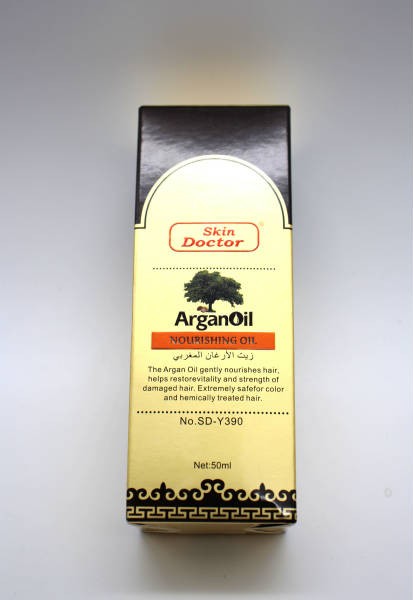 Skin
Doctor
ArganOil
NOURISHING OIL
زيت الأرغان المغربي
The Argan Oil gently nourishes hair,
helps restorevitality and strength of
damaged hair. Extremely safefor color
and hemically treated hair.
No.SD-Y390
Net:50ml